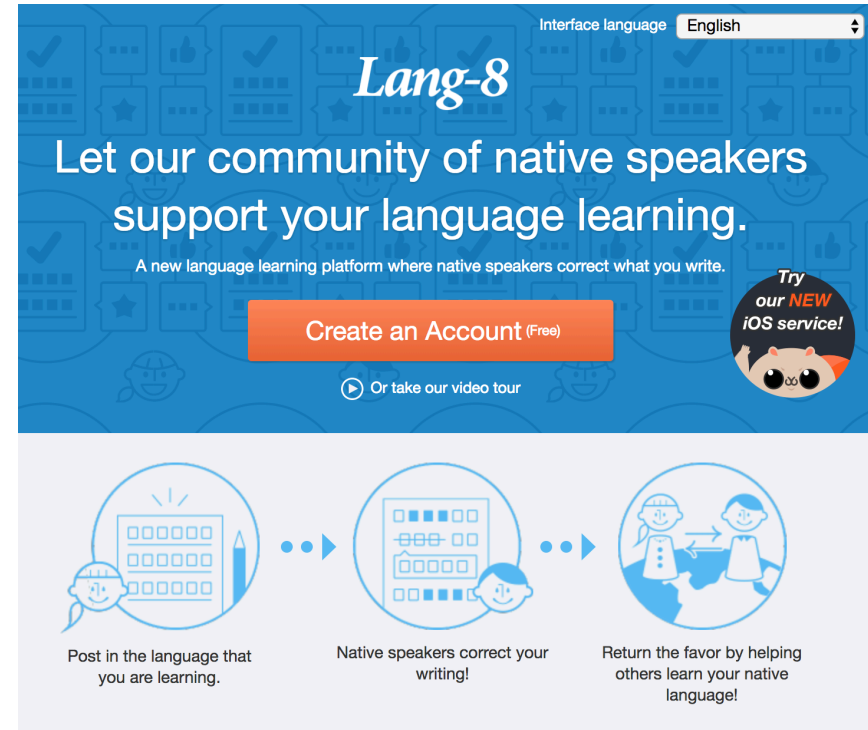 Interface language English
Lang-8
Let our community of native speakers
support your language learning.
A new language learning platform where native speakers correct what you write.
Try
our NEW
iOS service!
Create an Account (Free)
Or take our video tour
Post in the language that
you are learning.
Native speakers correct your
writing!
Return the favor by helping
others learn your native
language!